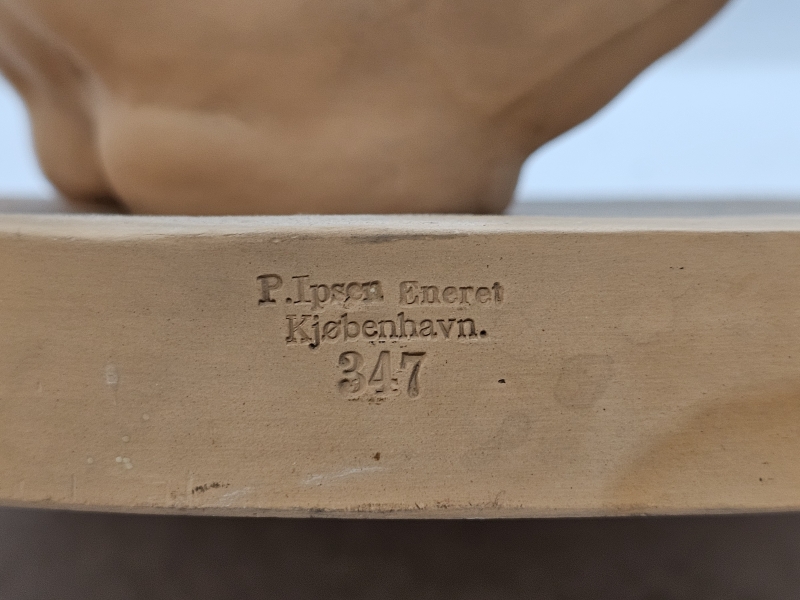 P. Ipsen Eneret
Kjøbenhavn.
347